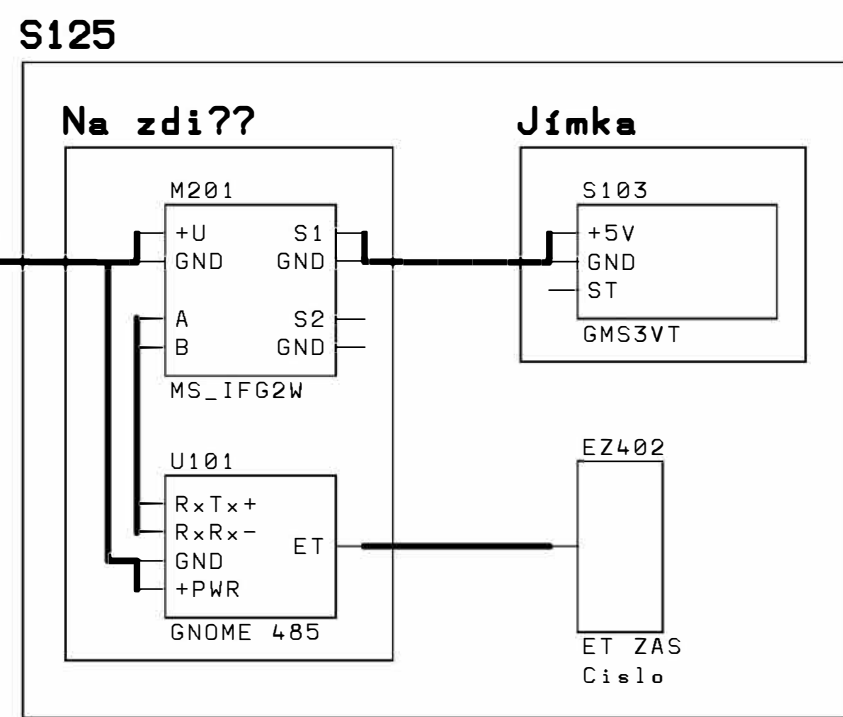 S125
Na zdi??
Jímka
M201
+U
S1
GND
GND
A
S2
B
GND
MS_IFG2W
S103
+5V
GND
ST
GMS3VT
U101
RxTx+
RxRx-
ET
GND
+PWR
GNOME 485
EZ402
ET ZAS
Cislo